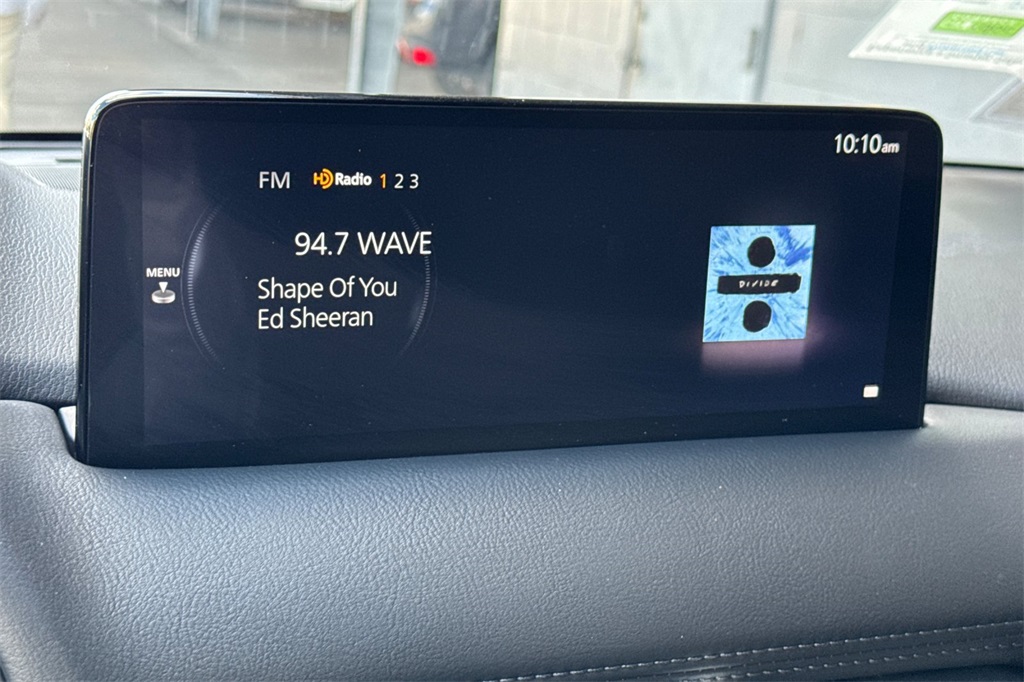 10:10am
FM HD Radio 1 2 3
94.7 WAVE
MENU
Shape Of You
Ed Sheeran
DIVIDE